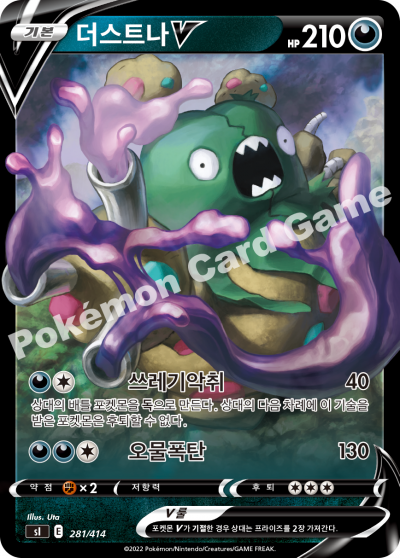 기본 더스트나 V HP 210
Pokémon Card Game
쓰레기악취 40
상대의 배틀 포켓몬을 독으로 만든다. 상대의 다음 차례에 이 기술을
받은 포켓몬은 후퇴할 수 없다.
오물폭탄 130
약점 ×2 저항력 후퇴
Illus. Uta
V 룰
포켓몬 V가 기절한 경우 상대는 프라이즈를 2장 가져간다.
sI E 281/414
©2022 Pokémon/Nintendo/Creatures/GAME FREAK.